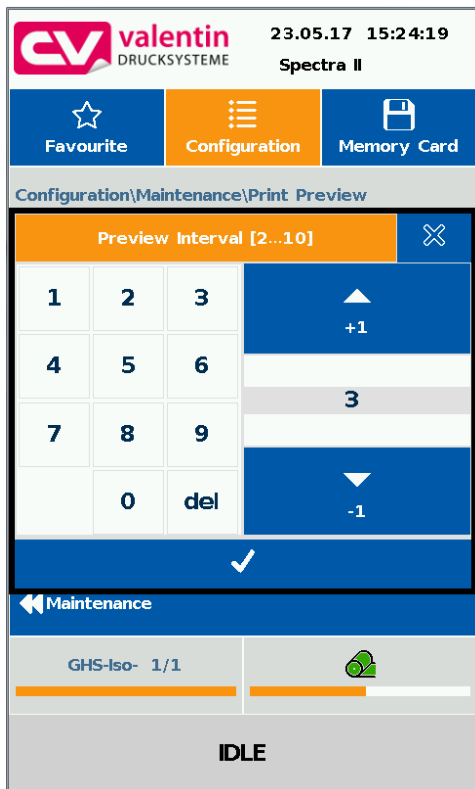 CV valentin
DRUCKSYSTEME
23.05.17 15:24:19
Spectra II
Favourite
Configuration
Memory Card
Configuration\Maintenance\Print Preview
Preview Interval [2...10]
1 2 3
+1
4 5 6
3
7 8 9
0 del
-1
Maintenance
GHS-Iso- 1/1
IDLE